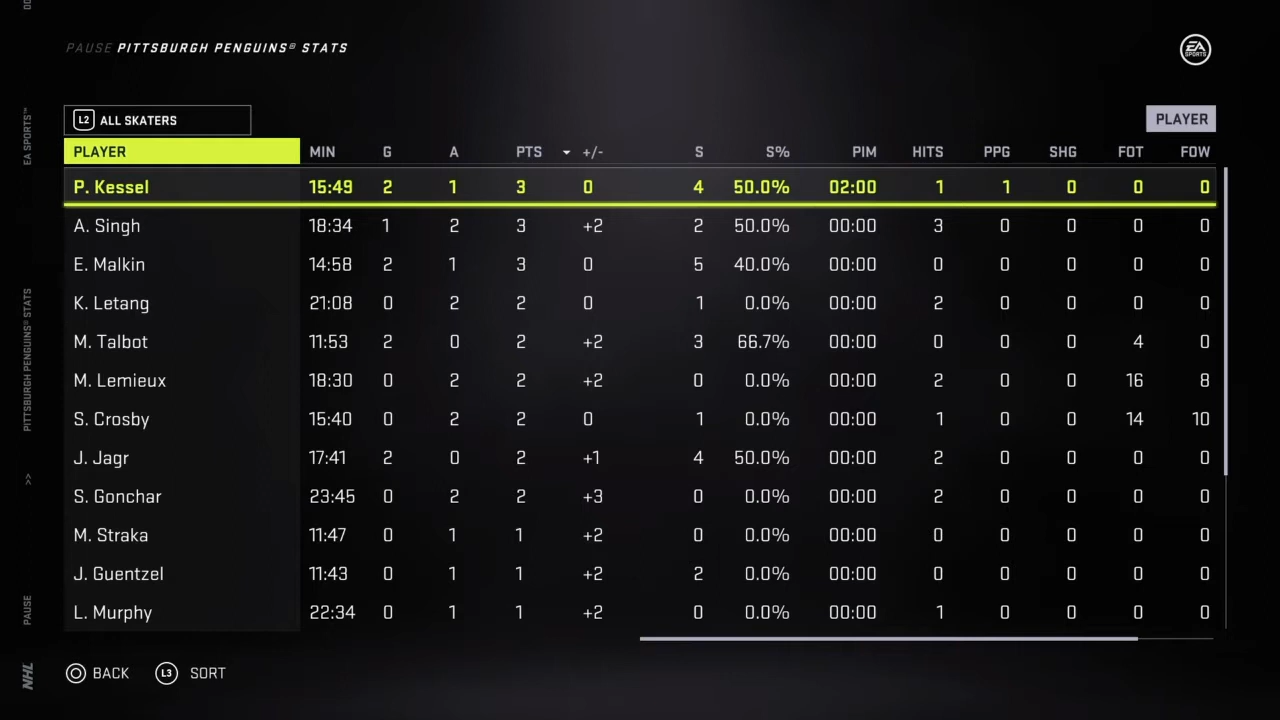 PAUSE PITTSBURGH PENGUINS® STATS
EA SPORTS
L2 ALL SKATERS
PLAYER
PLAYER MIN G A PTS +/- S S% PIM HITS PPG SHG FOT FOW
P. Kessel 15:49 2 1 3 0 4 50.0% 02:00 1 1 0 0 0
A. Singh 18:34 1 2 3 +2 2 50.0% 00:00 3 0 0 0 0
E. Malkin 14:58 2 1 3 0 5 40.0% 00:00 0 0 0 0 0
K. Letang 21:08 0 2 2 0 1 0.0% 00:00 2 0 0 0 0
M. Talbot 11:53 2 0 2 +2 3 66.7% 00:00 0 0 0 4 0
M. Lemieux 18:30 0 2 2 +2 0 0.0% 00:00 2 0 0 16 8
S. Crosby 15:40 0 2 2 0 1 0.0% 00:00 1 0 0 14 10
J. Jagr 17:41 2 0 2 +1 4 50.0% 00:00 2 0 0 0 0
S. Gonchar 23:45 0 2 2 +3 0 0.0% 00:00 2 0 0 0 0
M. Straka 11:47 0 1 1 +2 0 0.0% 00:00 0 0 0 0 0
J. Guentzel 11:43 0 1 1 +2 2 0.0% 00:00 0 0 0 0 0
L. Murphy 22:34 0 1 1 +2 0 0.0% 00:00 1 0 0 0 0
BACK L3 SORT
NHL PAUSE >> PITTSBURGH PENGUINS® STATS EA SPORTS™